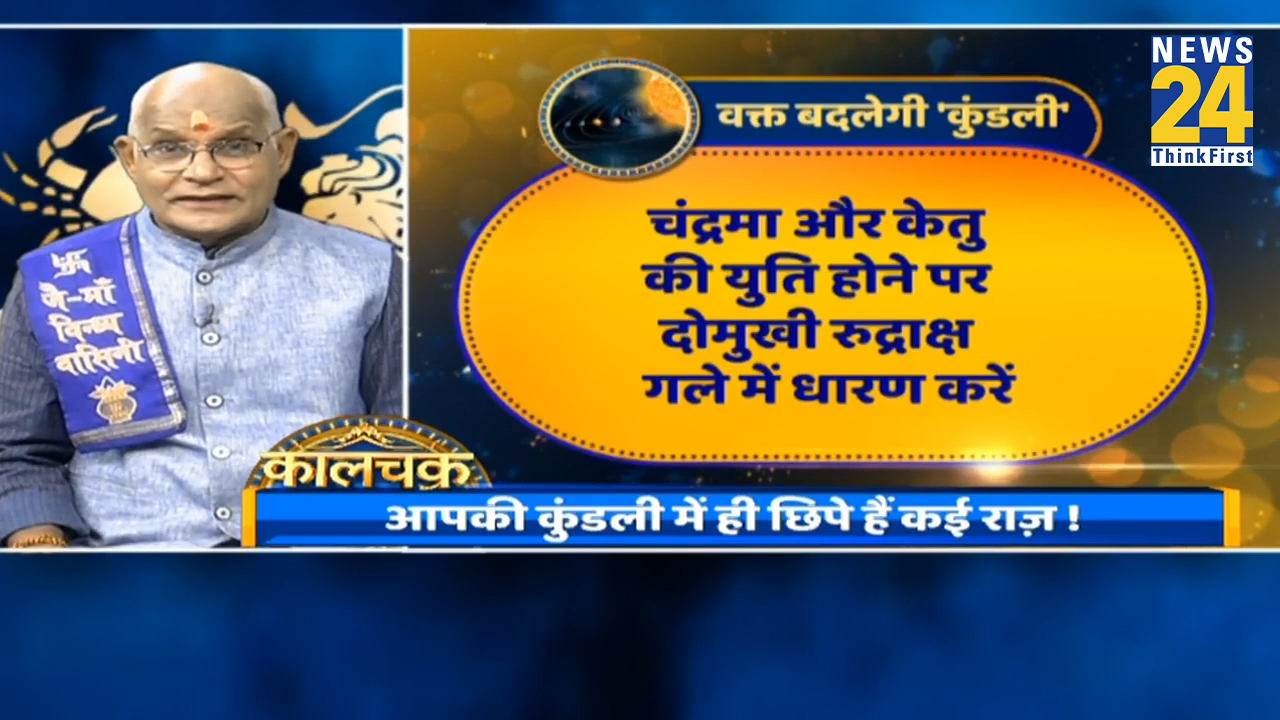 NEWS
24
ThinkFirst
वक्त बदलेगी 'कुंडली'
चंद्रमा और केतु
की युति होने पर
दोमुखी रुद्राक्ष
गले में धारण करें
जै-माँ
विन्ध्य
वासिनी
कालचक्र
आपकी कुंडली में ही छिपे हैं कई राज़ !